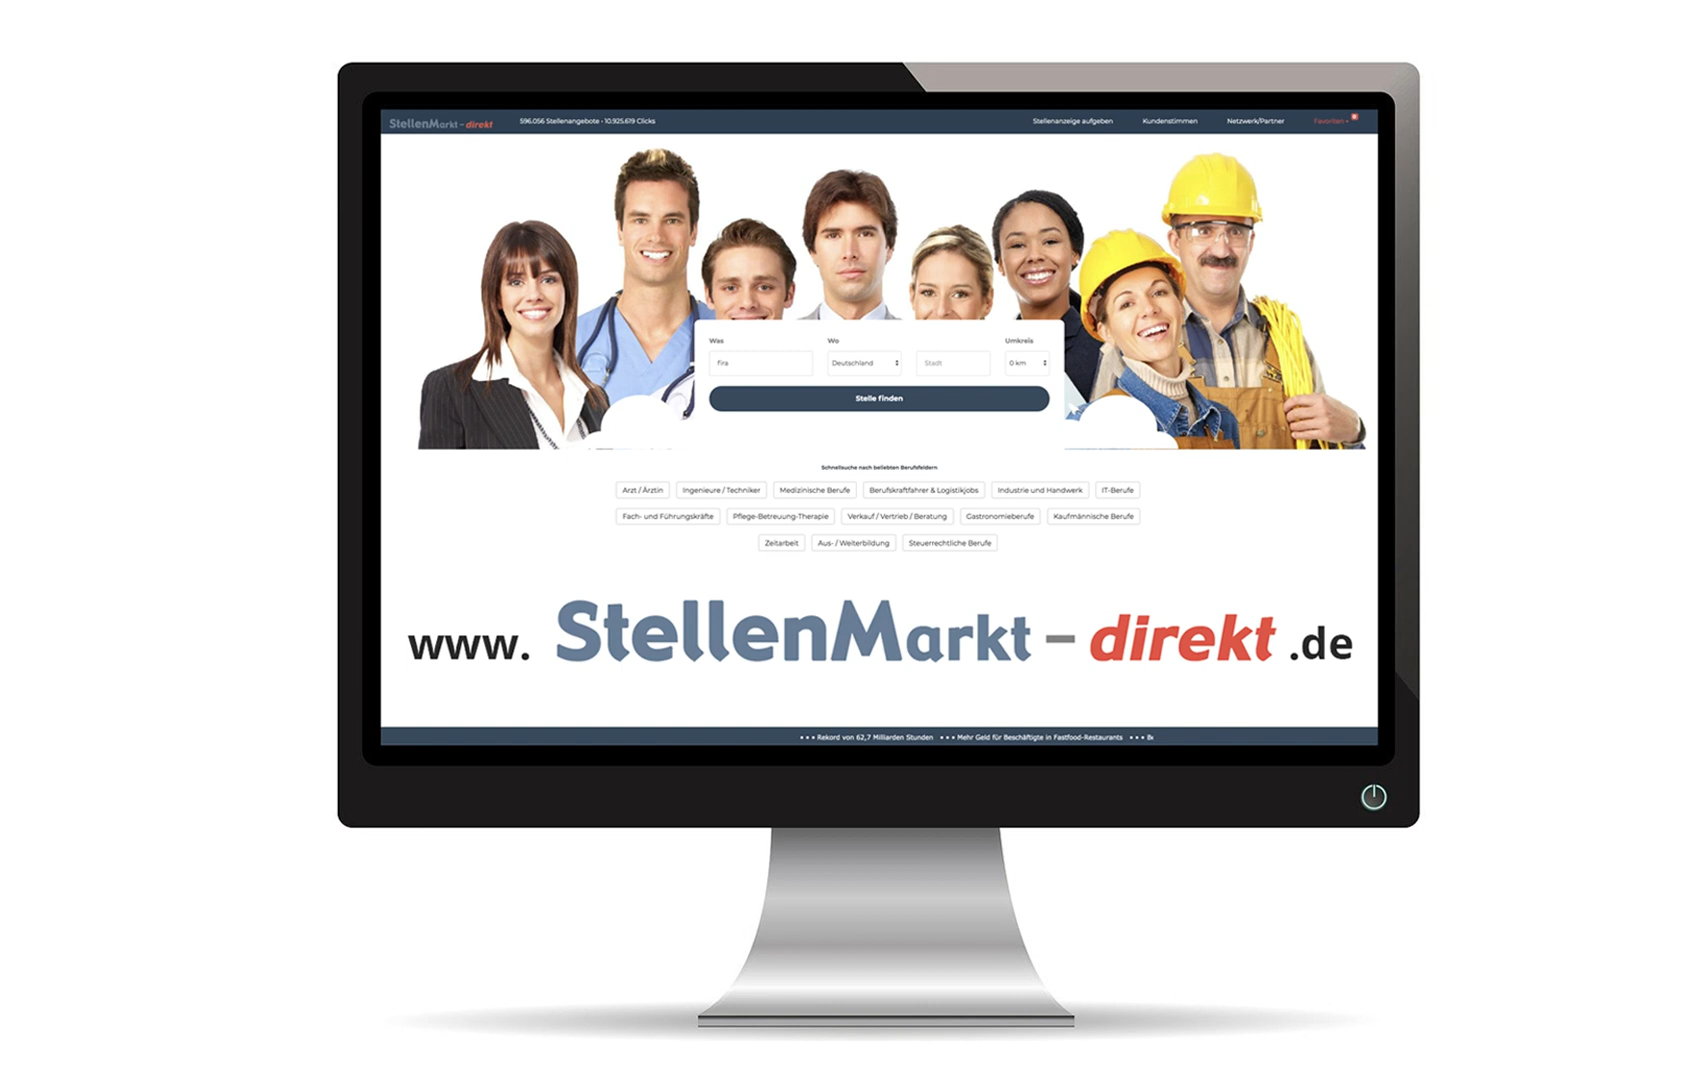 StellenMarkt - direkt 596.056 Stellenangebote - 10.925.619 Clicks Stellenanzeige aufgeben Kundenstimmen Netzwerk/Partner Favoriten
Was Wo Umkreis
fira Deutschland Stadt 0 km
Stelle finden
Schnellsuche nach beliebten Berufsfeldern
Arzt / Ärztin Ingenieure / Techniker Medizinische Berufe Berufskraftfahrer & Logistikjobs Industrie und Handwerk IT-Berufe
Fach- und Führungskräfte Pflege-Betreuung-Therapie Verkauf / Vertrieb / Beratung Gastronomieberufe Kaufmännische Berufe
Zeitarbeit Aus- / Weiterbildung Steuerrechtliche Berufe
www. StellenMarkt - direkt .de
• • • Rekord von 62,7 Milliarden Stunden • • • Mehr Geld für Beschäftigte in Fastfood-Restaurants • • •